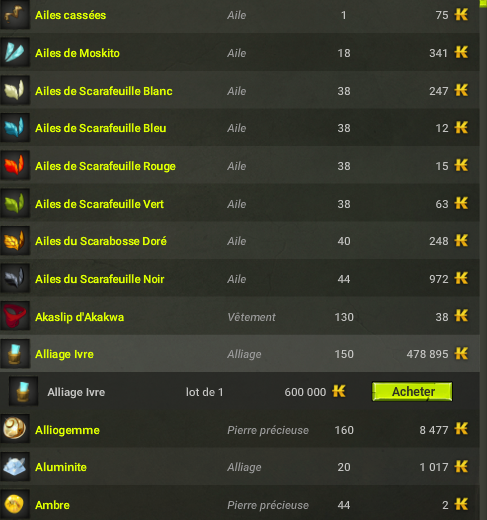 Ailes cassées Aile 1 75
Ailes de Moskito Aile 18 341
Ailes de Scarafeuille Blanc Aile 38 247
Ailes de Scarafeuille Bleu Aile 38 12
Ailes de Scarafeuille Rouge Aile 38 15
Ailes de Scarafeuille Vert Aile 38 63
Ailes du Scarabosse Doré Aile 40 248
Ailes du Scarafeuille Noir Aile 44 972
Akaslip d'Akakwa Vêtement 130 38
Alliage Ivre Alliage 150 478 895
Alliage Ivre lot de 1 600 000 Acheter
Alliogemme Pierre précieuse 160 8 477
Aluminite Alliage 20 1 017
Ambre Pierre précieuse 44 2